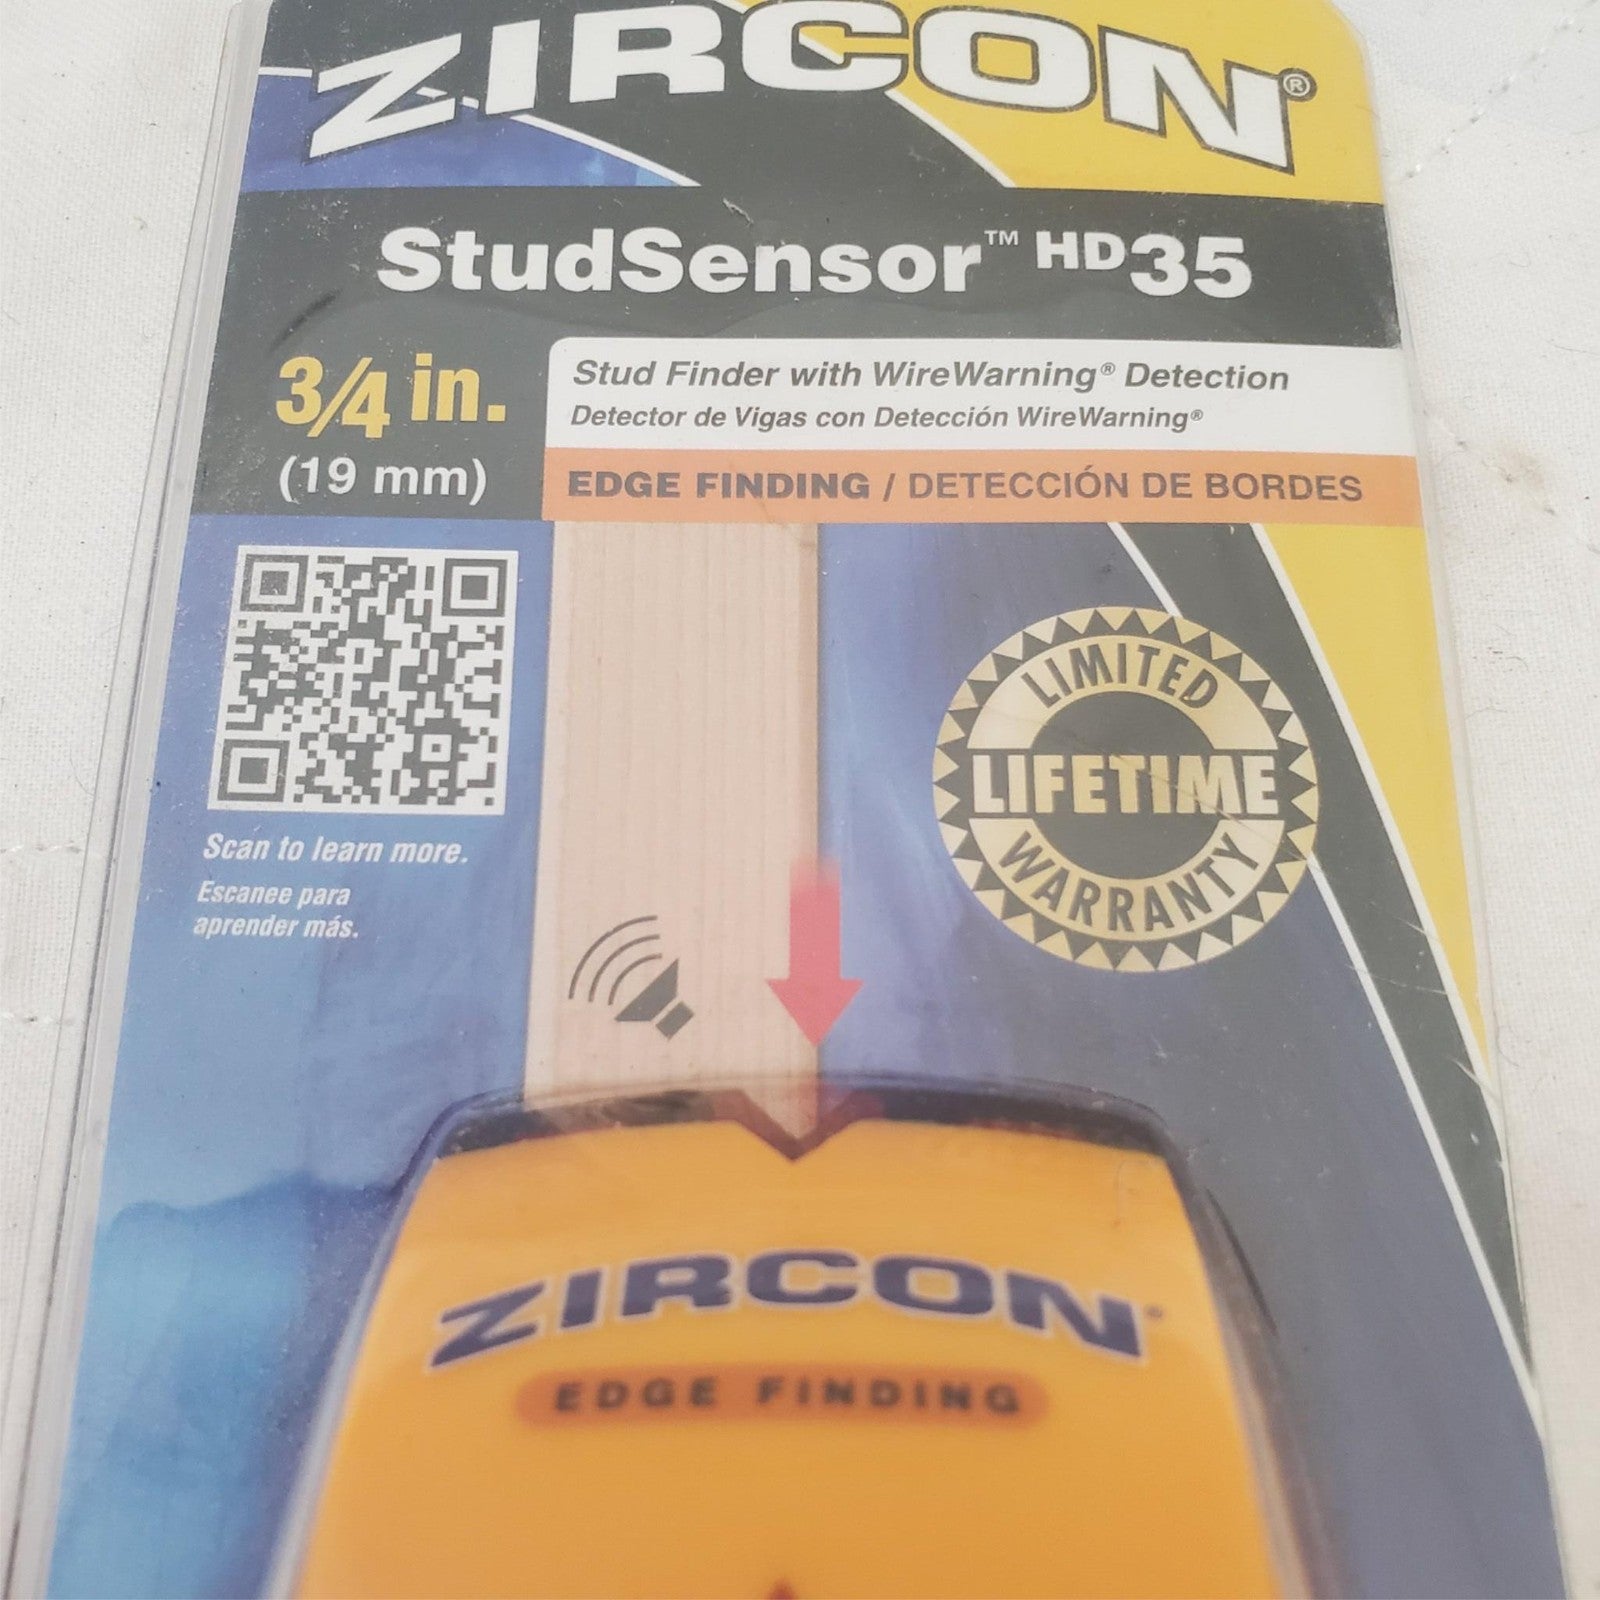 ZIRCON®
StudSensor™ HD35
3/4 in.
(19 mm)
Stud Finder with WireWarning® Detection
Detector de Vigas con Detección WireWarning®
EDGE FINDING / DETECCIÓN DE BORDES
Scan to learn more.
Escanee para
aprender más.
LIMITED
LIFETIME
WARRANTY
ZIRCON®
EDGE FINDING